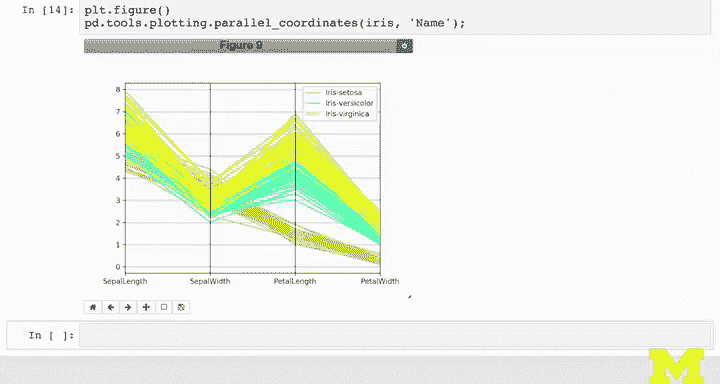 In [14]: plt.figure()
pd.tools.plotting.parallel_coordinates(iris, 'Name');
Figure 9
8
Iris-setosa
7
Iris-versicolor
Iris-virginica
6
5
4
3
2
1
0
SepalLength SepalWidth PetalLength PetalWidth
In [ ]:
M